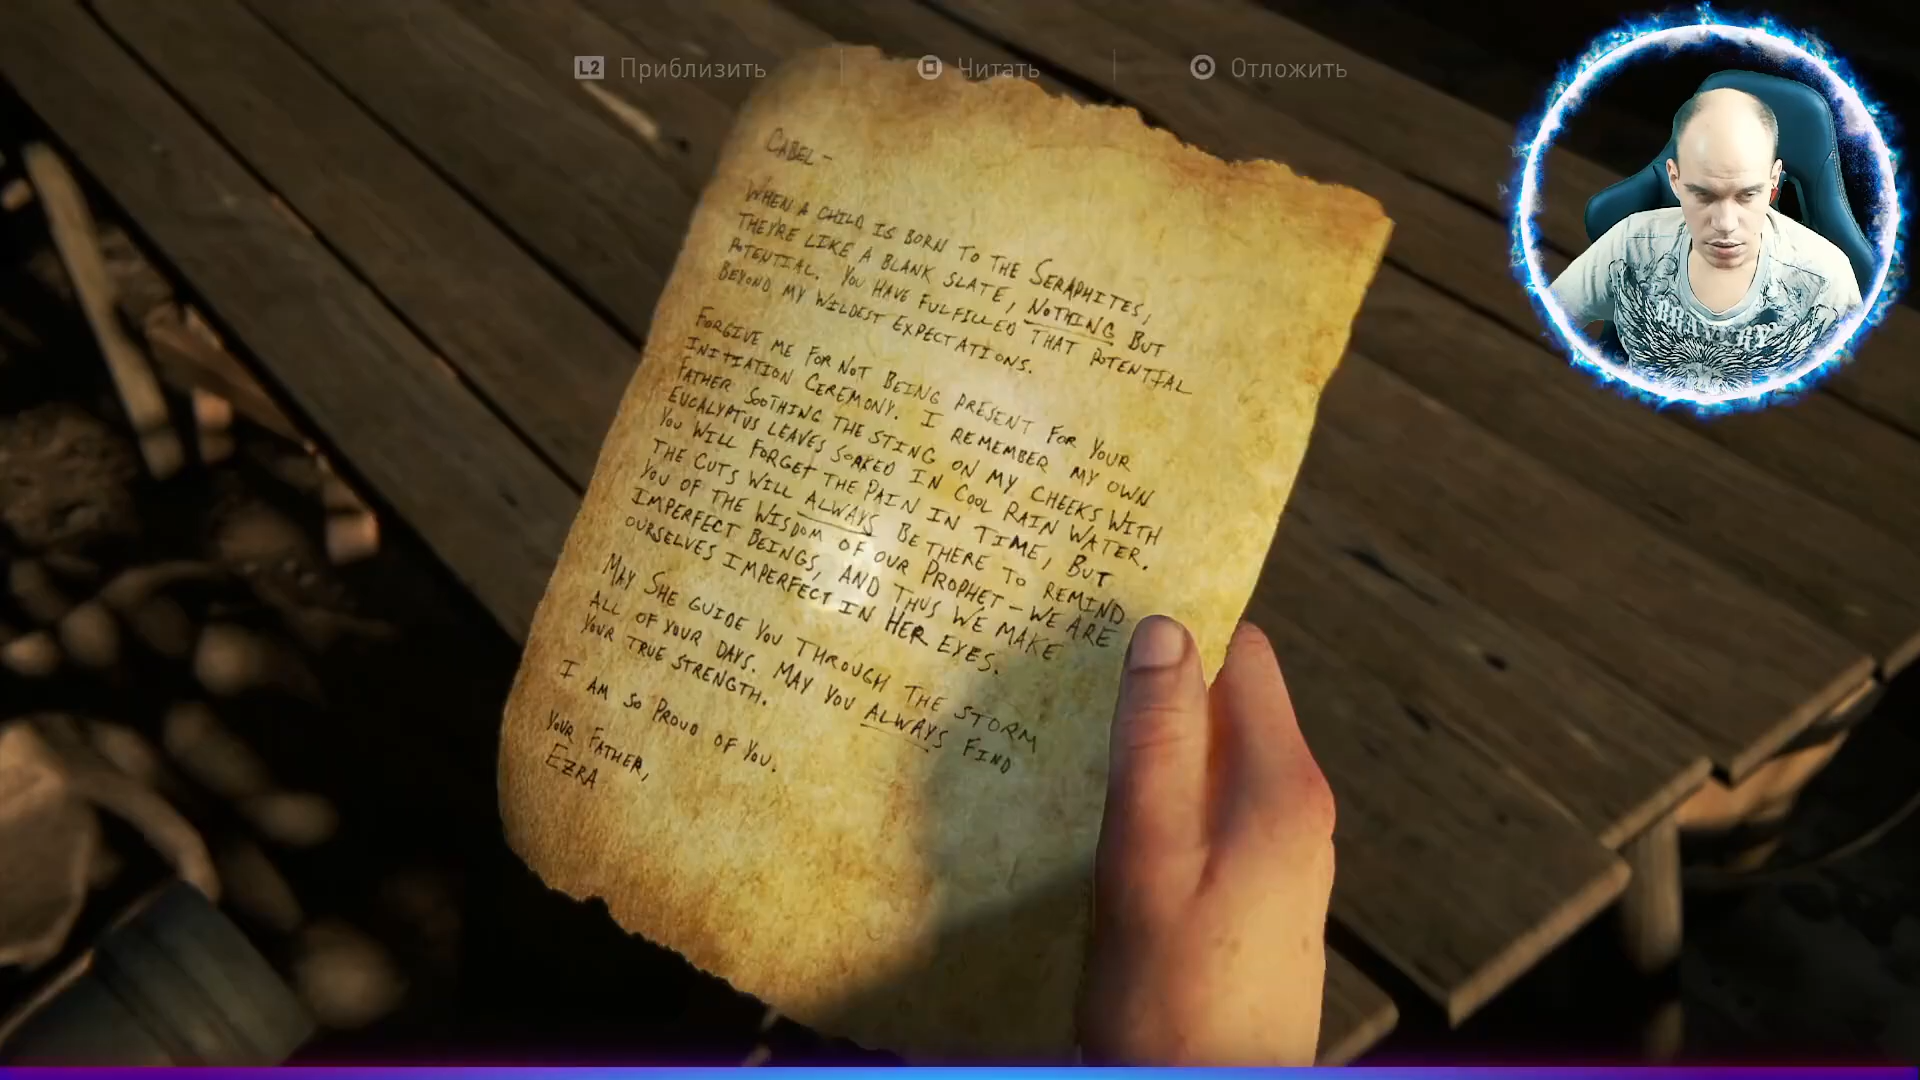 L2 Приблизить
Читать
Отложить
CABEL -
WHEN A CHILD IS BORN TO THE SERAPHITES,
THEY'RE LIKE A BLANK SLATE, NOTHING BUT
POTENTIAL. YOU HAVE FULFILLED THAT POTENTIAL
BEYOND MY WILDEST EXPECTATIONS.
FORGIVE ME FOR NOT BEING PRESENT FOR YOUR
INITIATION CEREMONY. I REMEMBER MY OWN
FATHER SOOTHING THE STING ON MY CHEEKS WITH
EUCALYPTUS LEAVES SOAKED IN COOL RAIN WATER.
YOU WILL FORGET THE PAIN IN TIME, BUT
THE CUTS WILL ALWAYS BE THERE TO REMIND
YOU OF THE WISDOM OF OUR PROPHET - WE ARE
IMPERFECT BEINGS, AND THUS WE MAKE
OURSELVES IMPERFECT IN HER EYES.
MAY SHE GUIDE YOU THROUGH THE STORM
ALL OF YOUR DAYS. MAY YOU ALWAYS FIND
YOUR TRUE STRENGTH.
I AM SO PROUD OF YOU.
YOUR FATHER,
EZRA